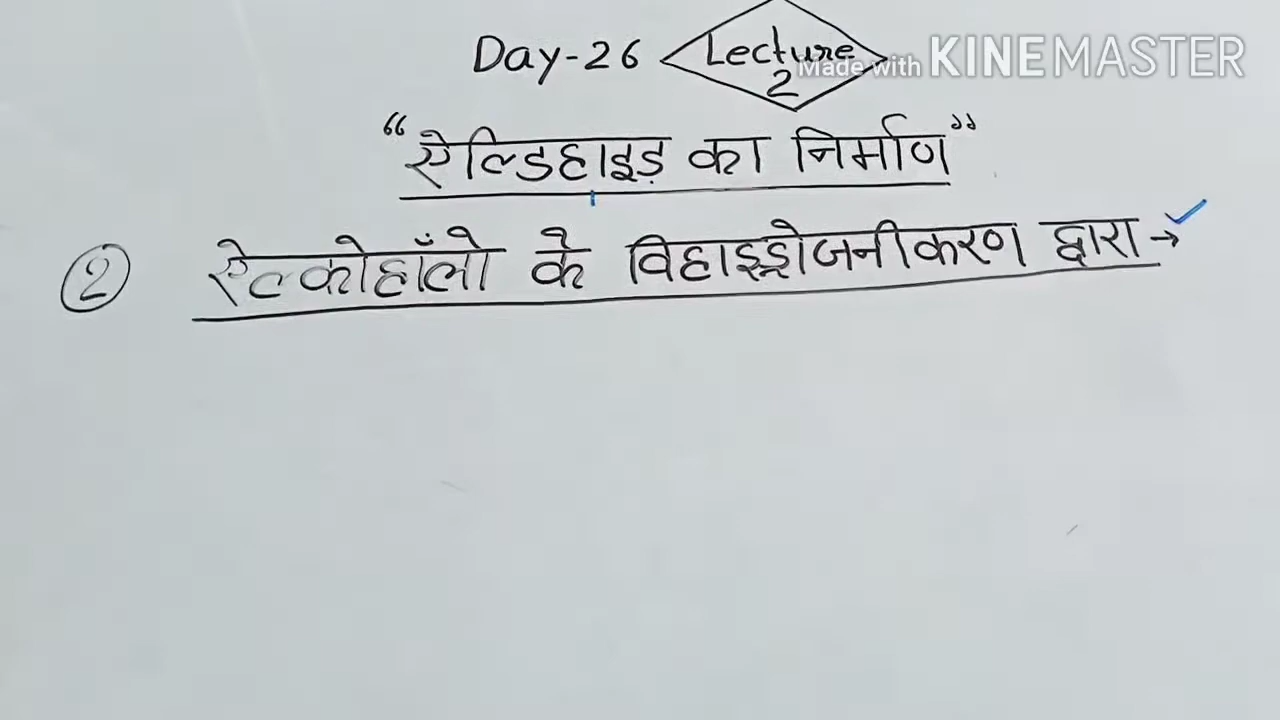 Day-26 Lecture 2
Made with KINEMASTER
“ऐल्डिहाइड़ का निर्माण”
② ऐल्कोहाॅलो के विहाइड्रोजनीकरण द्वारा →